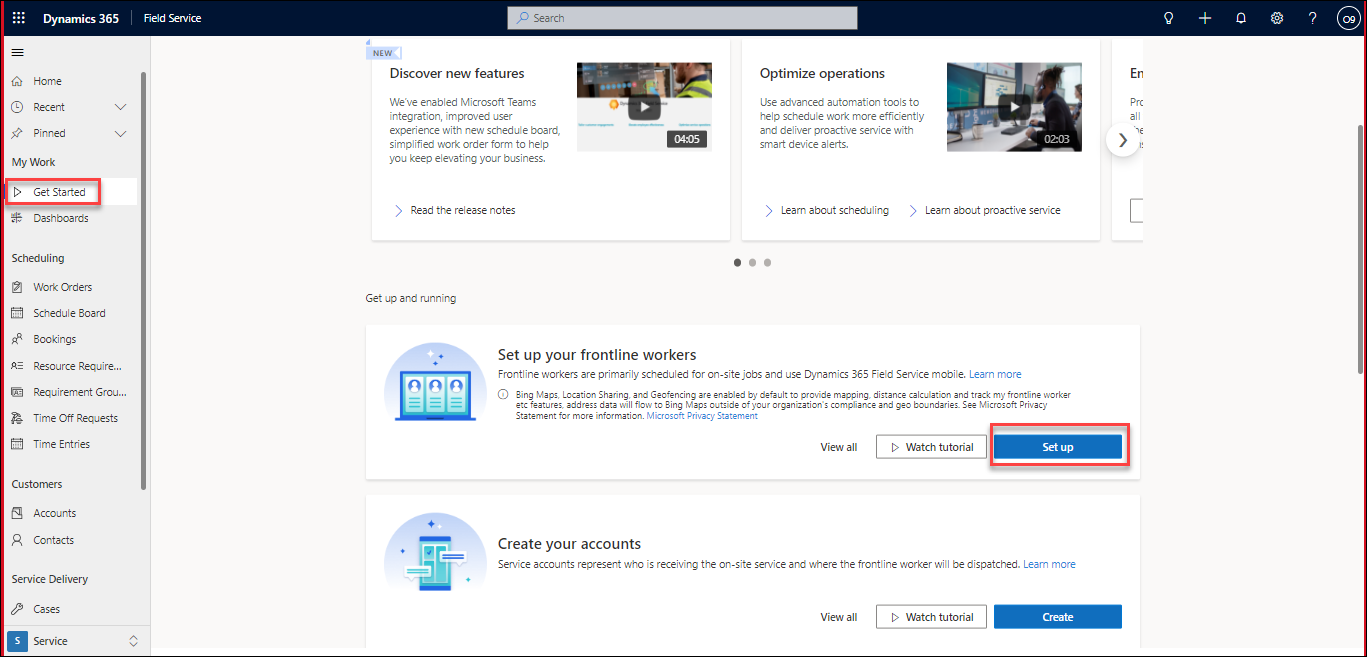 Dynamics 365
Field Service
Search
O9
Home
Recent
Pinned
My Work
Get Started
Dashboards
Scheduling
Work Orders
Schedule Board
Bookings
Resource Require...
Requirement Grou...
Time Off Requests
Time Entries
Customers
Accounts
Contacts
Service Delivery
Cases
S
Service
NEW
Discover new features
We've enabled Microsoft Teams
integration, improved user
experience with new schedule board,
simplified work order form to help
you keep elevating your business.
04:05
Read the release notes
Optimize operations
Use advanced automation tools to
help schedule work more efficiently
and deliver proactive service with
smart device alerts.
02:03
Learn about scheduling
Learn about proactive service
Get up and running
Set up your frontline workers
Frontline workers are primarily scheduled for on-site jobs and use Dynamics 365 Field Service mobile. Learn more
Bing Maps, Location Sharing, and Geofencing are enabled by default to provide mapping, distance calculation and track my frontline worker
etc features, address data will flow to Bing Maps outside of your organization's compliance and geo boundaries. See Microsoft Privacy
Statement for more information. Microsoft Privacy Statement
View all
Watch tutorial
Set up
Create your accounts
Service accounts represent who is receiving the on-site service and where the frontline worker will be dispatched. Learn more
View all
Watch tutorial
Create